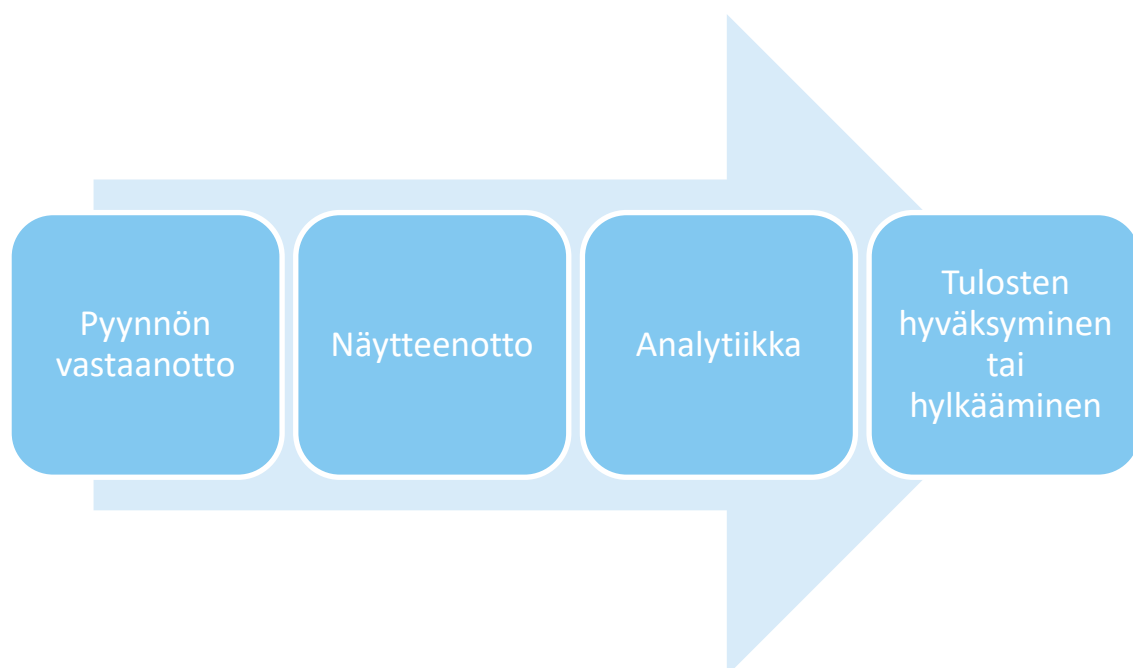 Pyynnön
vastaanotto
Näytteenotto
Analytiikka
Tulosten
hyväksyminen
tai
hylkääminen